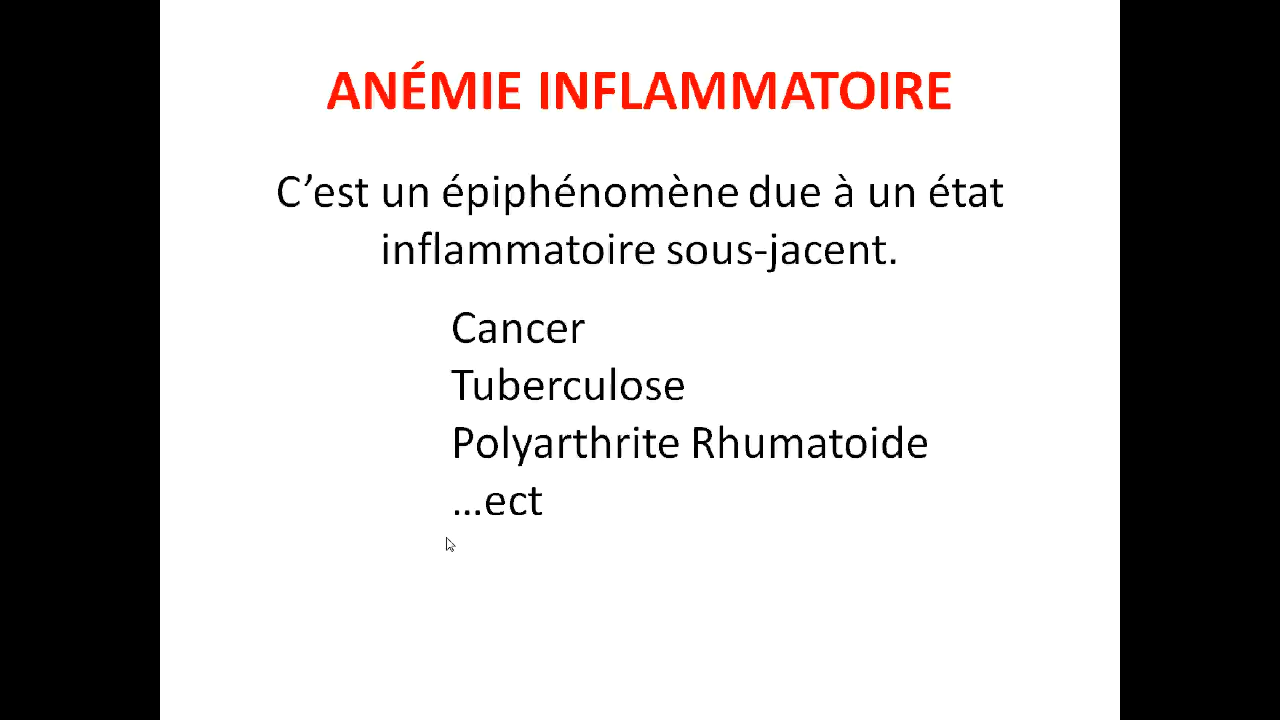 ANÉMIE INFLAMMATOIRE
C’est un épiphénomène due à un état
inflammatoire sous-jacent.
Cancer
Tuberculose
Polyarthrite Rhumatoide
...ect